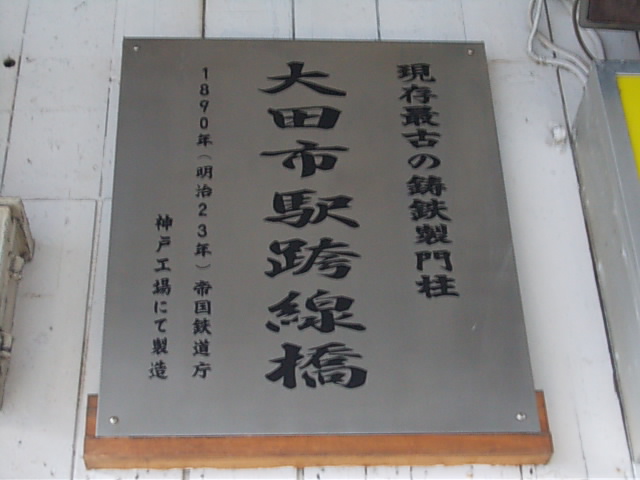 現存最古の鋳鉄製門柱
大田市駅跨線橋
1890年(明治23年)帝国鉄道庁
神戸工場にて製造